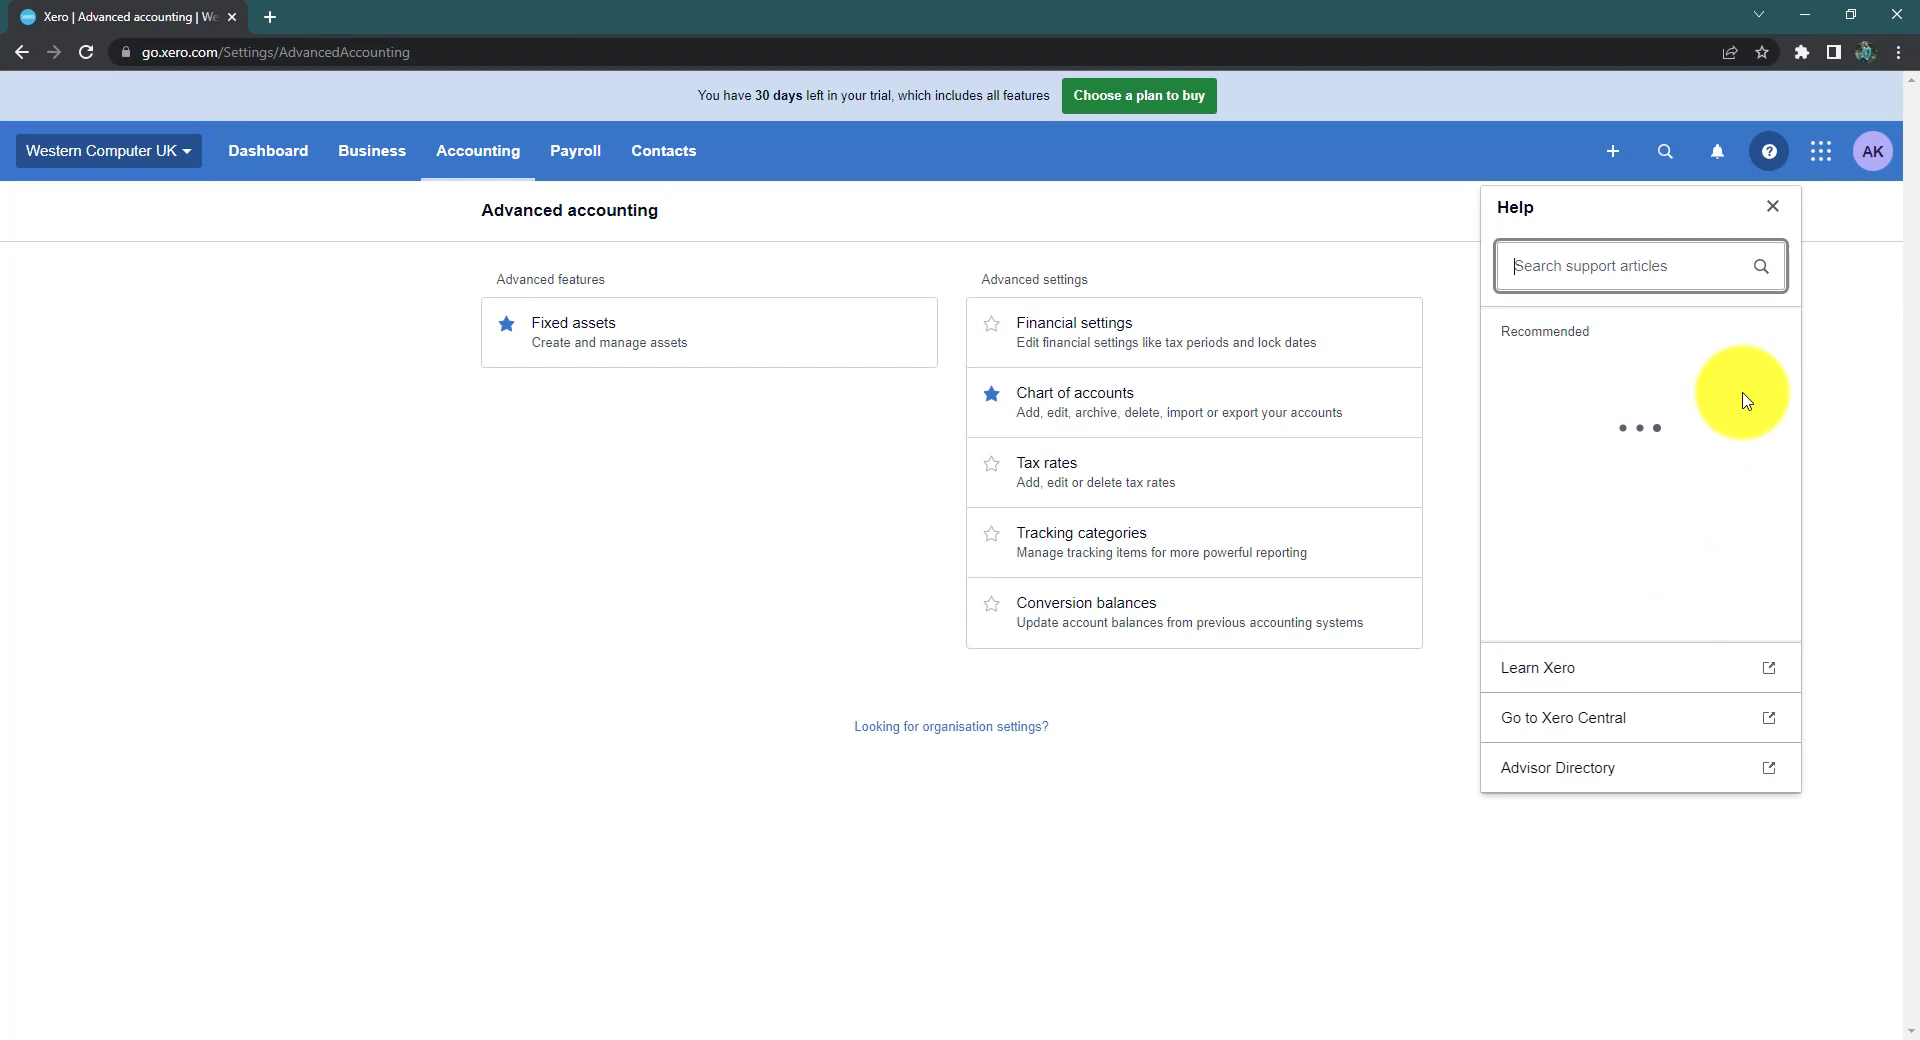 Xero | Advanced accounting | We
go.xero.com/Settings/AdvancedAccounting
You have 30 days left in your trial, which includes all features
Choose a plan to buy
Western Computer UK
Dashboard
Business
Accounting
Payroll
Contacts
AK
Advanced accounting
Advanced features
Fixed assets
Create and manage assets
Advanced settings
Financial settings
Edit financial settings like tax periods and lock dates
Chart of accounts
Add, edit, archive, delete, import or export your accounts
Tax rates
Add, edit or delete tax rates
Tracking categories
Manage tracking items for more powerful reporting
Conversion balances
Update account balances from previous accounting systems
Looking for organisation settings?
Help
Search support articles
Recommended
Learn Xero
Go to Xero Central
Advisor Directory